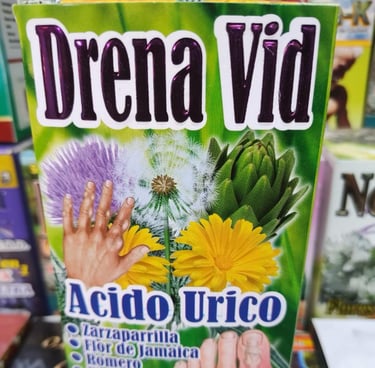 Drena Vid
Acido Urico
Zarzaparrilla
Flor de Jamaica
Romero